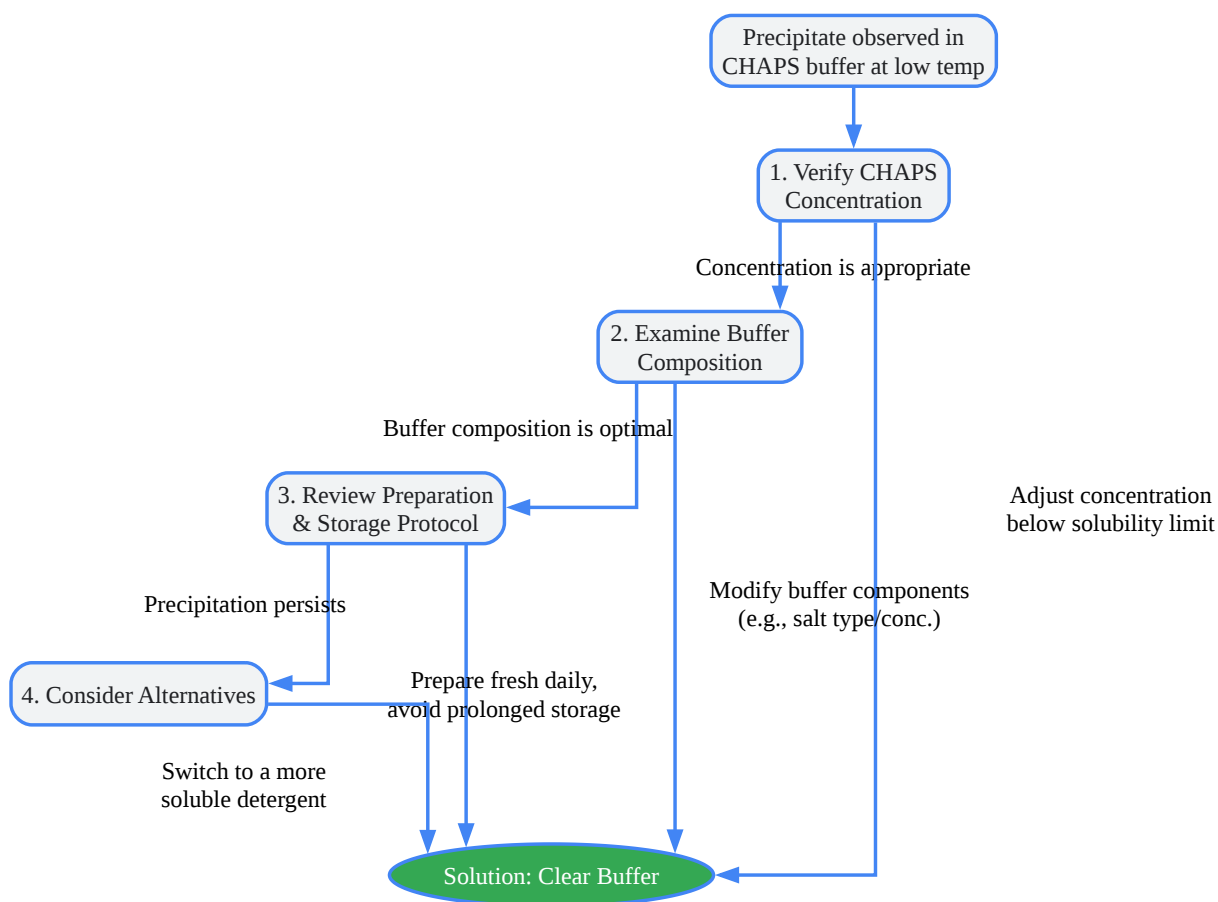 Precipitate observed in
CHAPS buffer at low temp
1. Verify CHAPS
Concentration
Concentration is appropriate
2. Examine Buffer
Composition
Buffer composition is optimal
3. Review Preparation
& Storage Protocol
Adjust concentration
below solubility limit
Precipitation persists
Modify buffer components
(e.g., salt type/conc.)
4. Consider Alternatives
Prepare fresh daily,
avoid prolonged storage
Switch to a more
soluble detergent
Solution: Clear Buffer